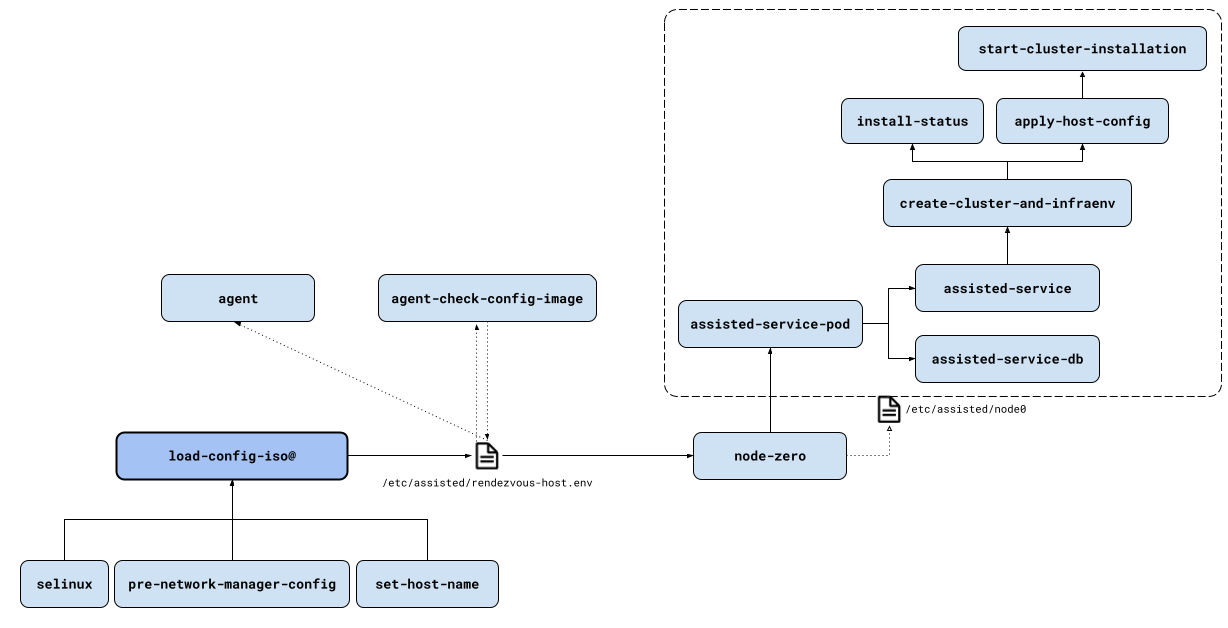 start-cluster-installation
install-status
apply-host-config
create-cluster-and-infraenv
assisted-service
agent
agent-check-config-image
assisted-service-pod
assisted-service-db
/etc/assisted/node0
load-config-iso@
node-zero
/etc/assisted/rendezvous-host.env
selinux
pre-network-manager-config
set-host-name